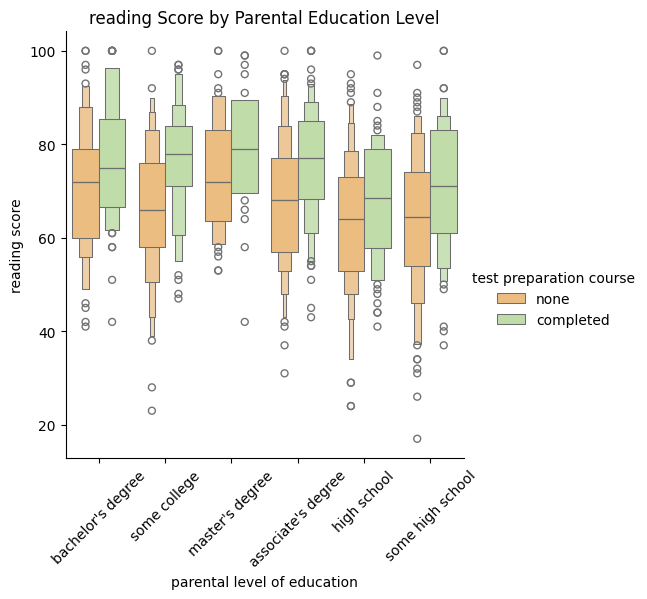 reading Score by Parental Education Level
100
80
60
40
20
reading score
bachelor's degree
some college
master's degree
associate's degree
high school
some high school
parental level of education
test preparation course
none
completed